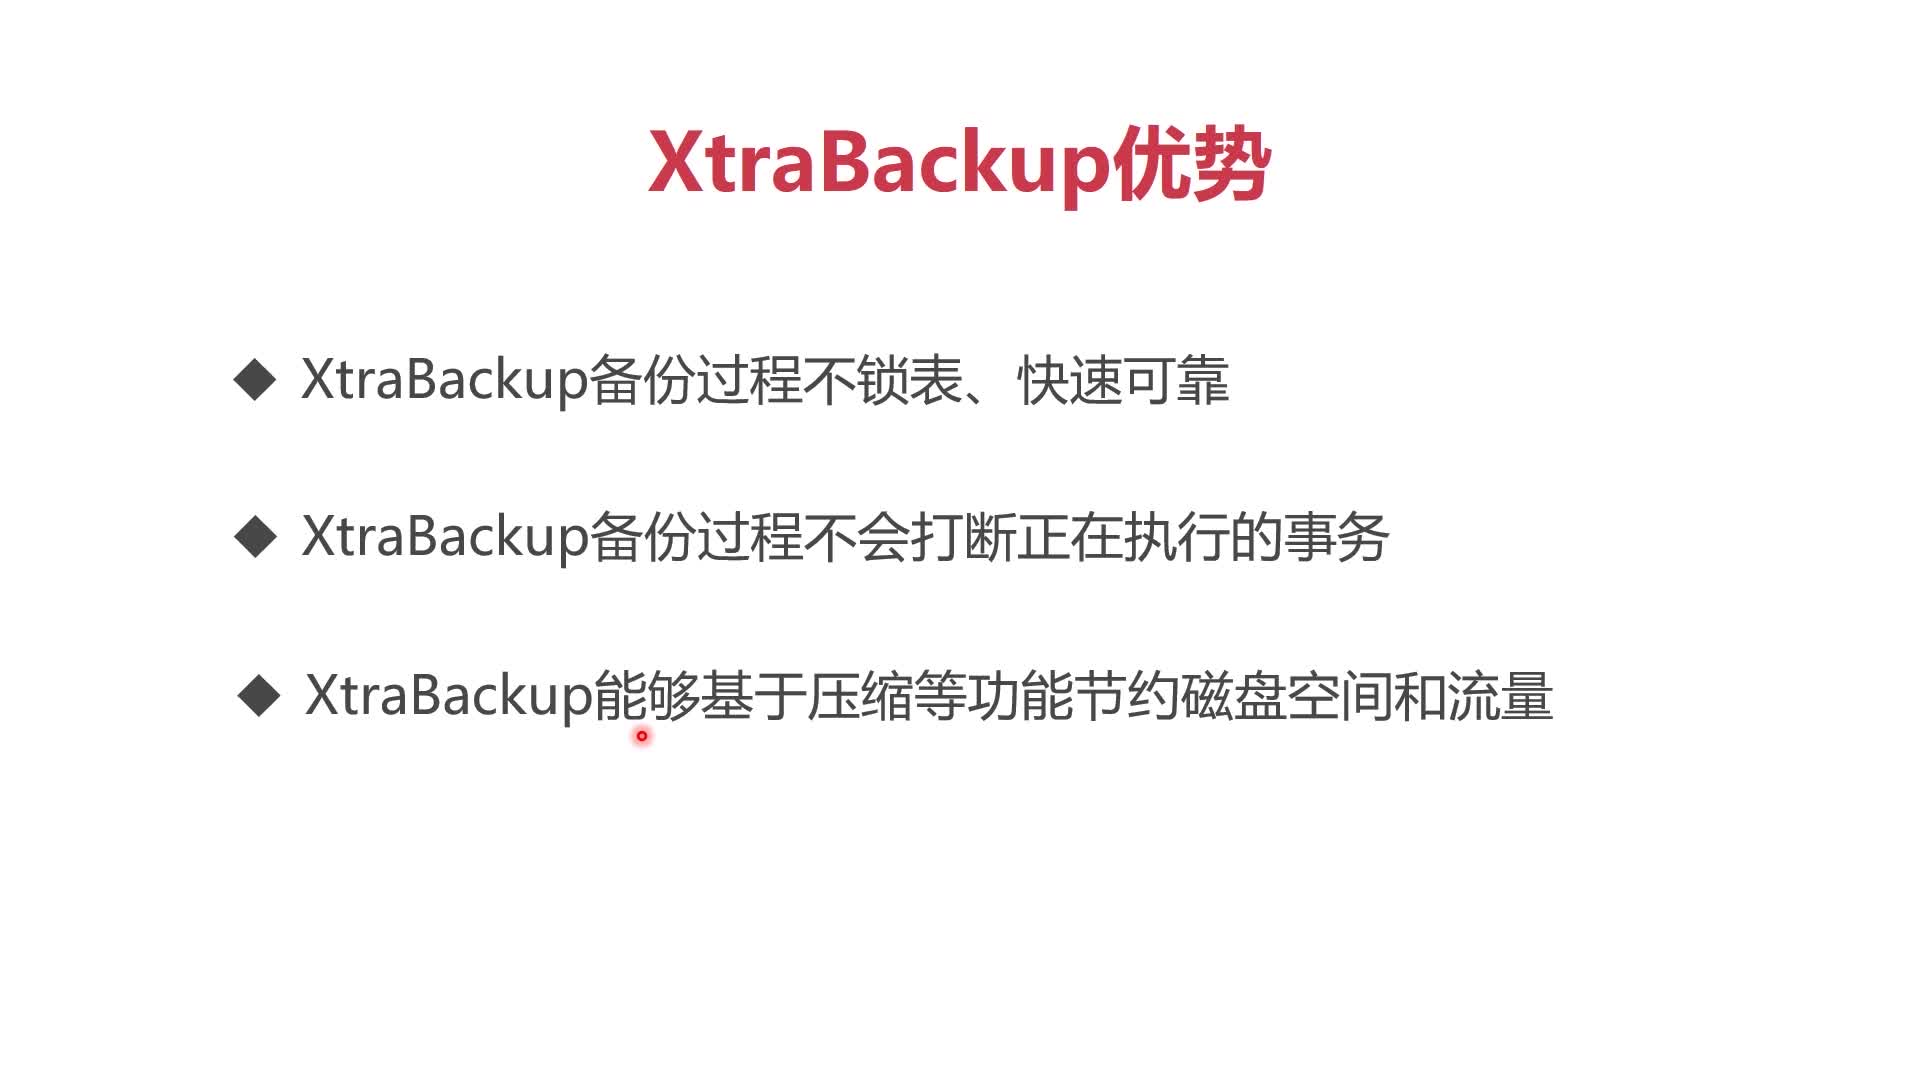 XtraBackup优势
◆ XtraBackup备份过程不锁表、快速可靠
◆ XtraBackup备份过程不会打断正在执行的事务
◆ XtraBackup能够基于压缩等功能节约磁盘空间和流量